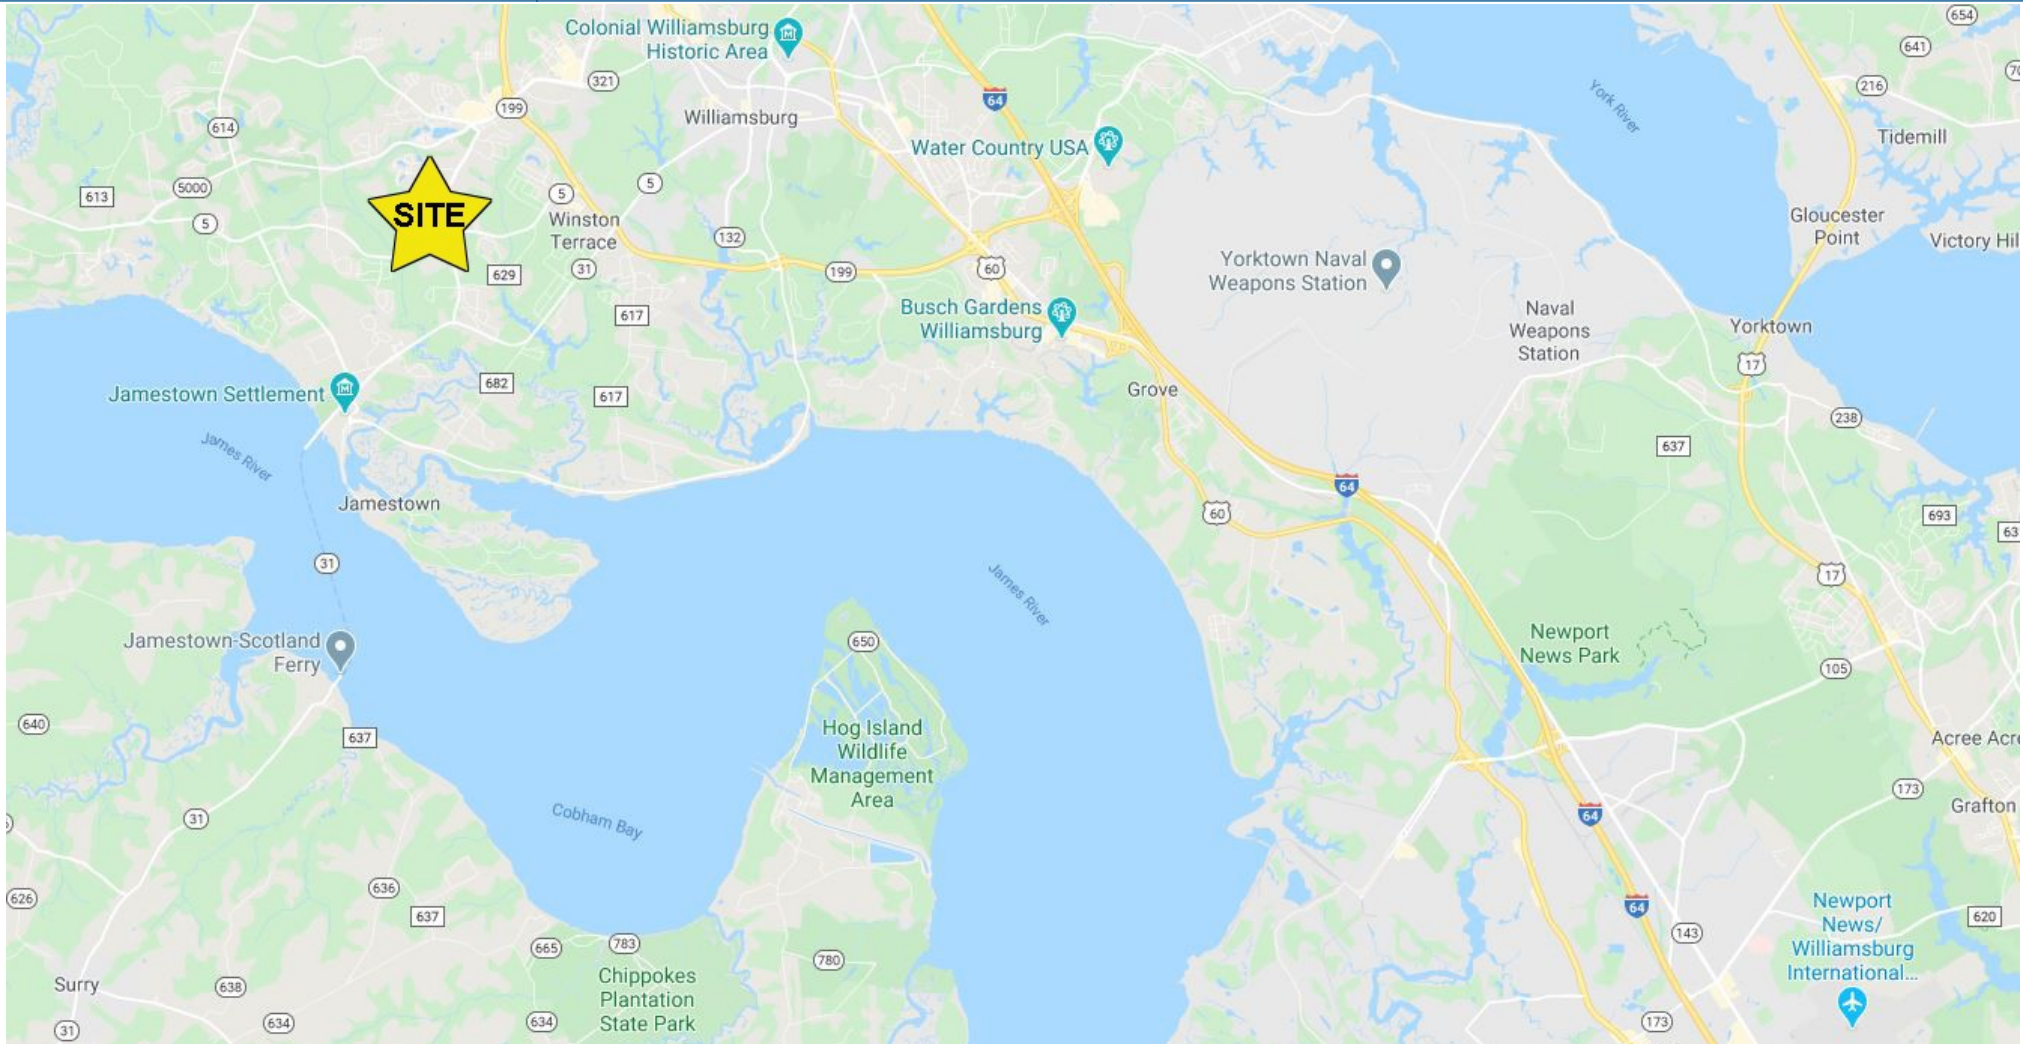 654
Colonial Williamsburg
Historic Area
641
321
64
216
York River
199
Williamsburg
614
Tidemill
Water Country USA
5000
613
5
5
SITE
5
Winston
Terrace
132
Gloucester
Point
Victory Hil
31
629
199
60
Yorktown Naval
Weapons Station
617
Busch Gardens
Williamsburg
Naval
Weapons
Station
Yorktown
17
Jamestown Settlement
682
617
Grove
238
James River
637
64
Jamestown
60
693
63
31
James River
17
Jamestown-Scotland
Ferry
650
Newport
News Park
105
640
637
Hog Island
Wildlife
Management
Area
Acree Acre
173
Grafton
31
Cobham Bay
64
636
626
637
64
Newport
News/
Williamsburg
International...
620
143
665
783
780
Chippokes
Plantation
State Park
Surry
638
634
634
31
173